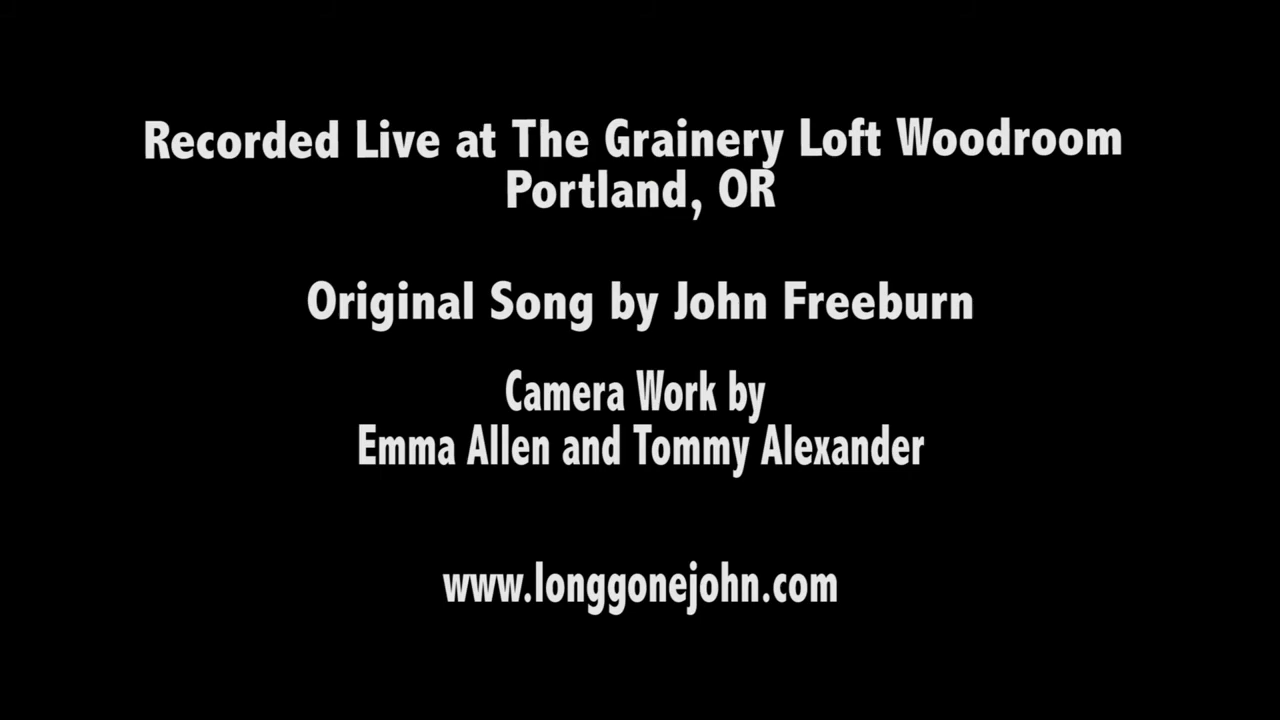 Recorded Live at The Grainery Loft Woodroom
Portland, OR
Original Song by John Freeburn
Camera Work by
Emma Allen and Tommy Alexander
www.longgonejohn.com